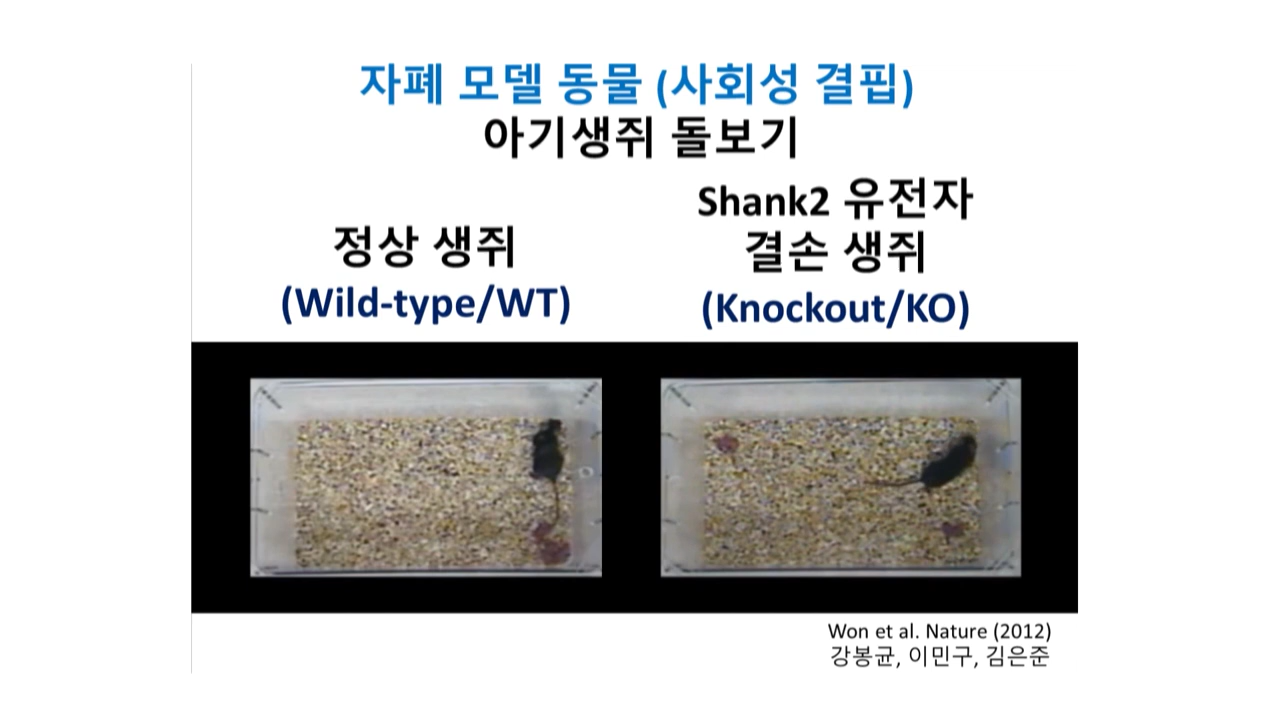 자폐 모델 동물 (사회성 결핍)
아기생쥐 돌보기
정상 생쥐
(Wild-type/WT)
Shank2 유전자
결손 생쥐
(Knockout/KO)
Won et al. Nature (2012)
강봉균, 이민구, 김은준